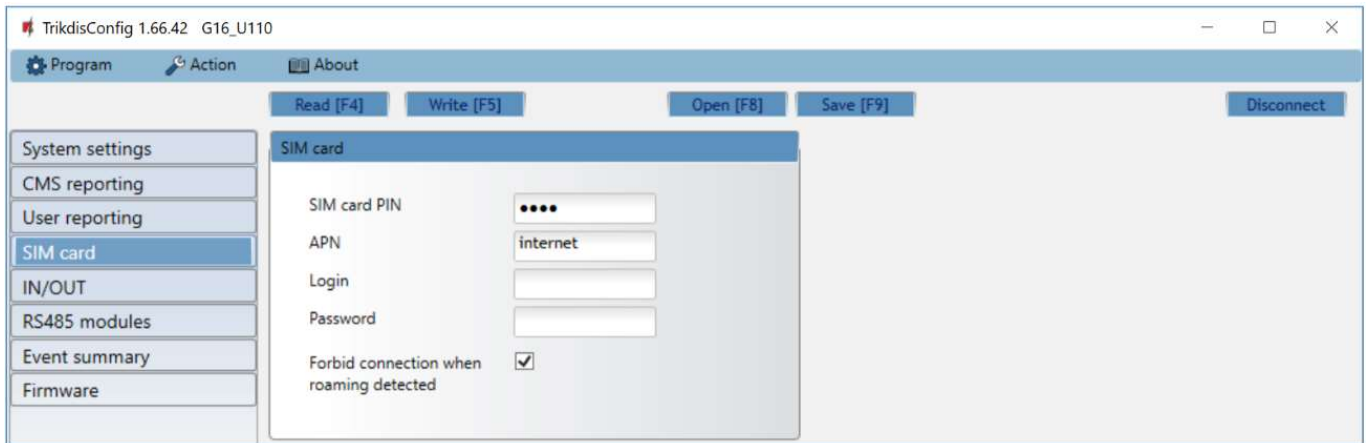 TrikdisConfig 1.66.42 G16_U110
Program Action About
Read [F4] Write [F5] Open [F8] Save [F9] Disconnect
System settings
CMS reporting
User reporting
SIM card
IN/OUT
RS485 modules
Event summary
Firmware
SIM card
SIM card PIN ••••
APN internet
Login
Password
Forbid connection when
roaming detected